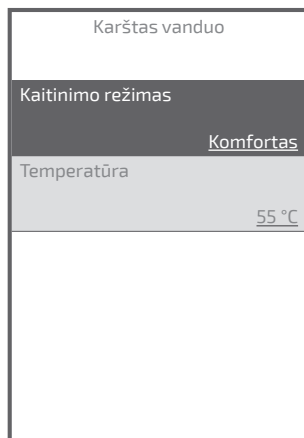 Karštas vanduo
Kaitinimo režimas
Komfortas
Temperatūra
55 °C